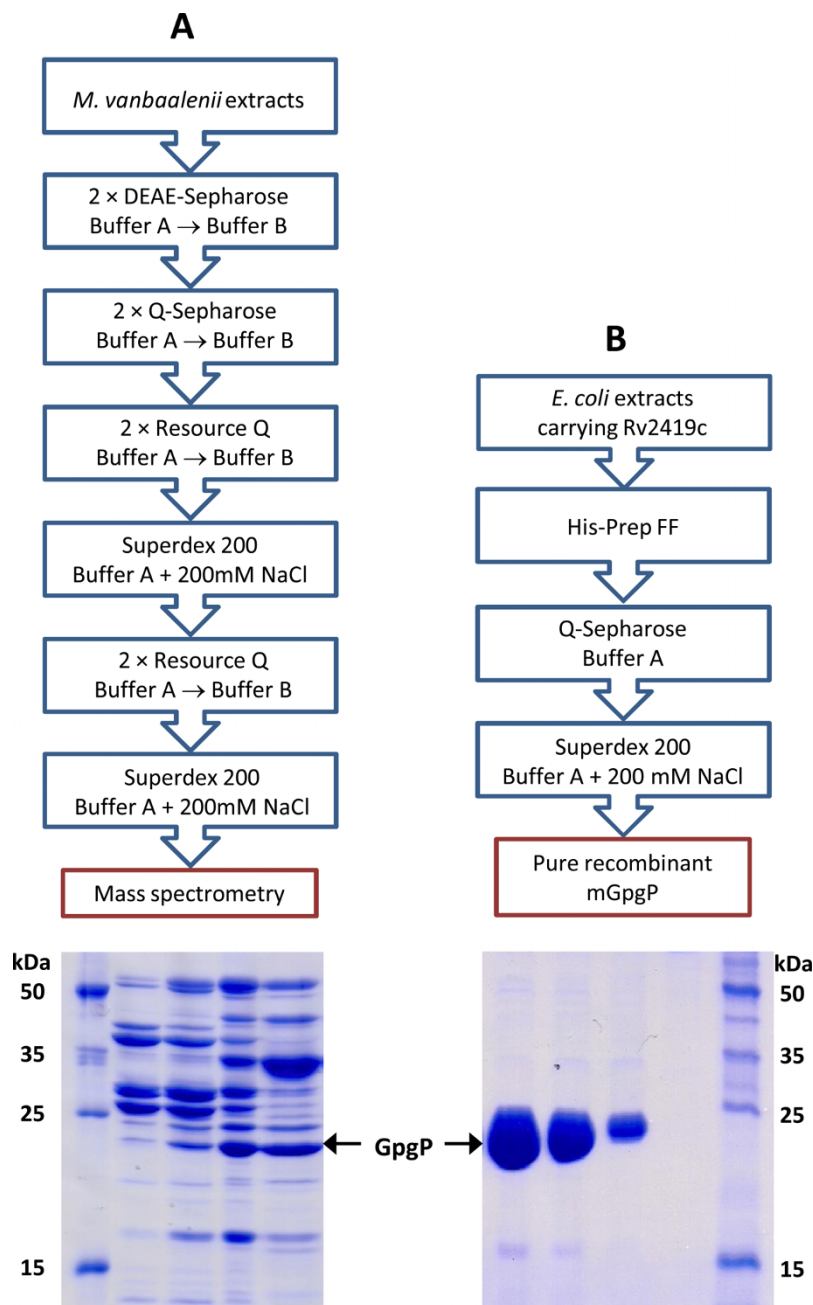 A
M. vanbaalenii extracts
2 × DEAE-Sepharose
Buffer A → Buffer B
2 × Q-Sepharose
Buffer A → Buffer B
2 × Resource Q
Buffer A → Buffer B
Superdex 200
Buffer A + 200mM NaCl
2 × Resource Q
Buffer A → Buffer B
Superdex 200
Buffer A + 200mM NaCl
Mass spectrometry
kDa
50
35
25
15
GpgP
B
E. coli extracts
carrying Rv2419c
His-Prep FF
Q-Sepharose
Buffer A
Superdex 200
Buffer A + 200 mM NaCl
Pure recombinant
mGpgP
kDa
50
35
25
15